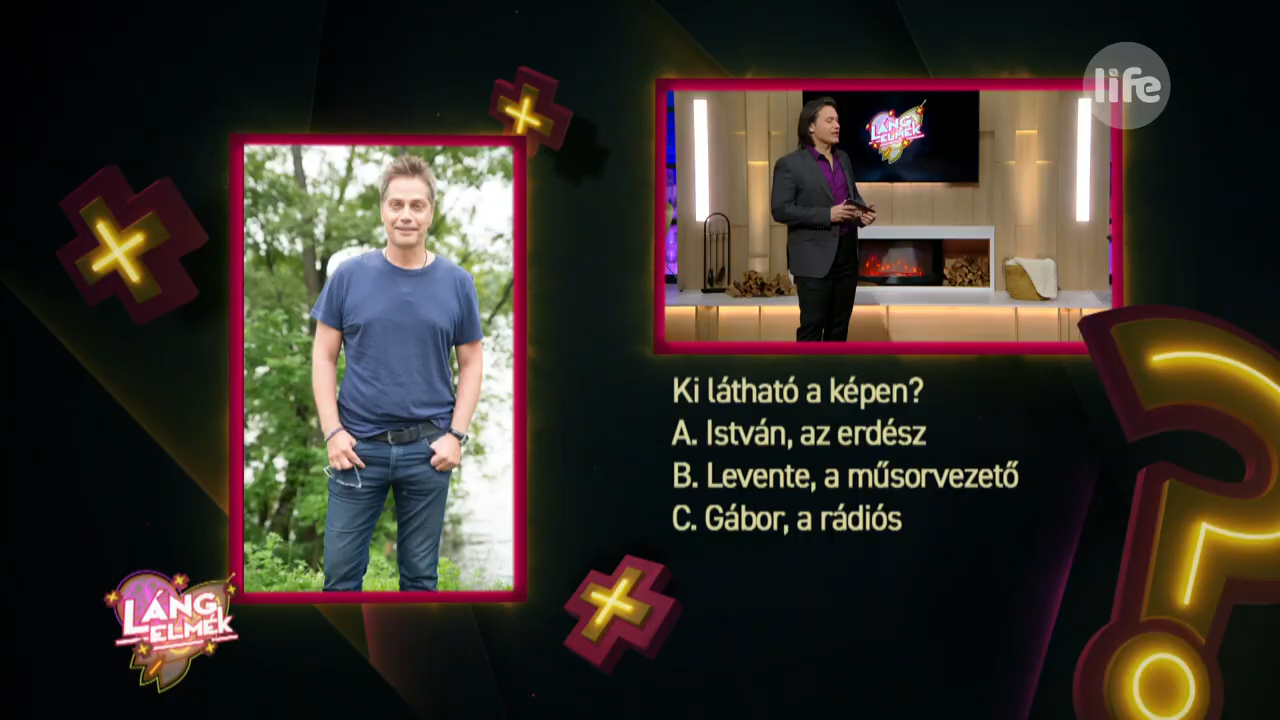 life
LÁNG
ELMÉK
Ki látható a képen?
A. István, az erdész
B. Levente, a műsorvezető
C. Gábor, a rádiós
LÁNG
ELMÉK